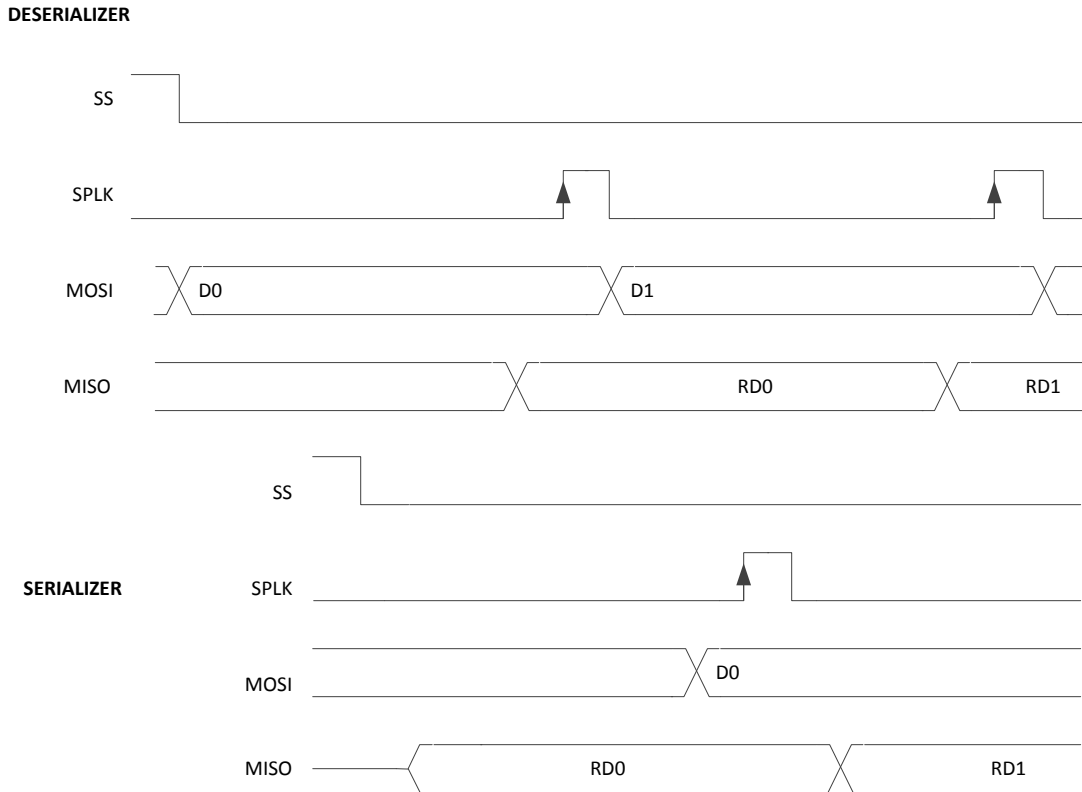 DESERIALIZER
SS
SPLK
MOSI D0 D1
MISO RD0 RD1
SS
SERIALIZER SPLK
MOSI D0
MISO RD0 RD1